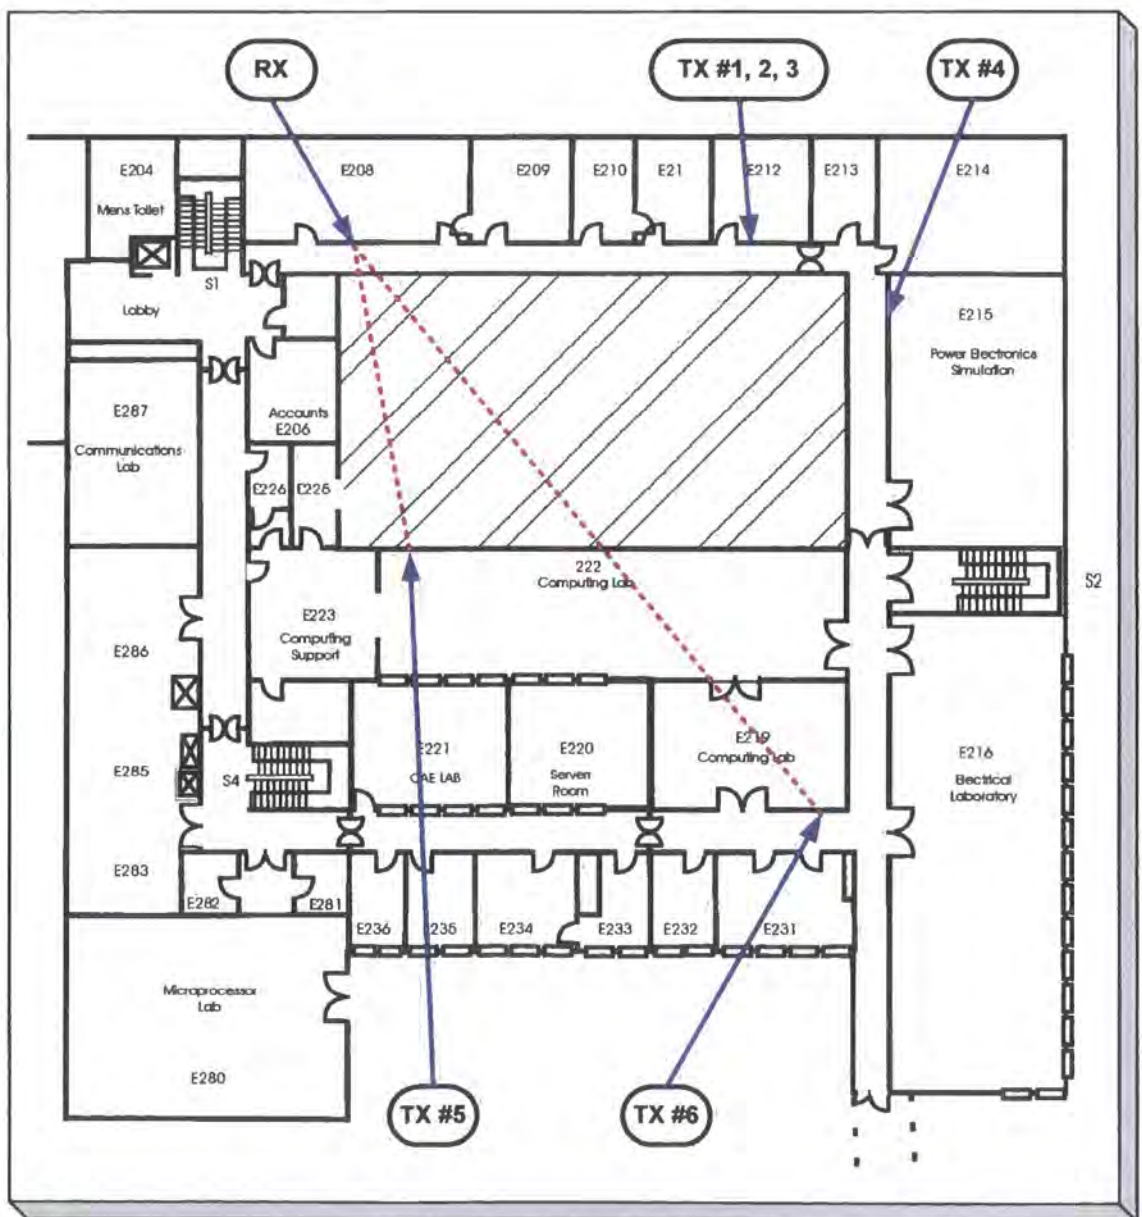 RX
TX #1, 2, 3
TX #4
E204
Mens Toilet
E208
E209
E210
E21
E212
E213
E214
S1
Lobby
E215
Power Electronics
Simulation
E287
Communications
Lab
Accounts
E206
E226
E225
222
Computing Lab
S2
E223
Computing
Support
E286
E221
CAE LAB
E220
Serverr
Room
E219
Computing Lab
E216
Electrical
Laboratory
E285
S4
E283
E282
E281
E236
E235
E234
E233
E232
E231
Microprocessor
Lab
E280
TX #5
TX #6